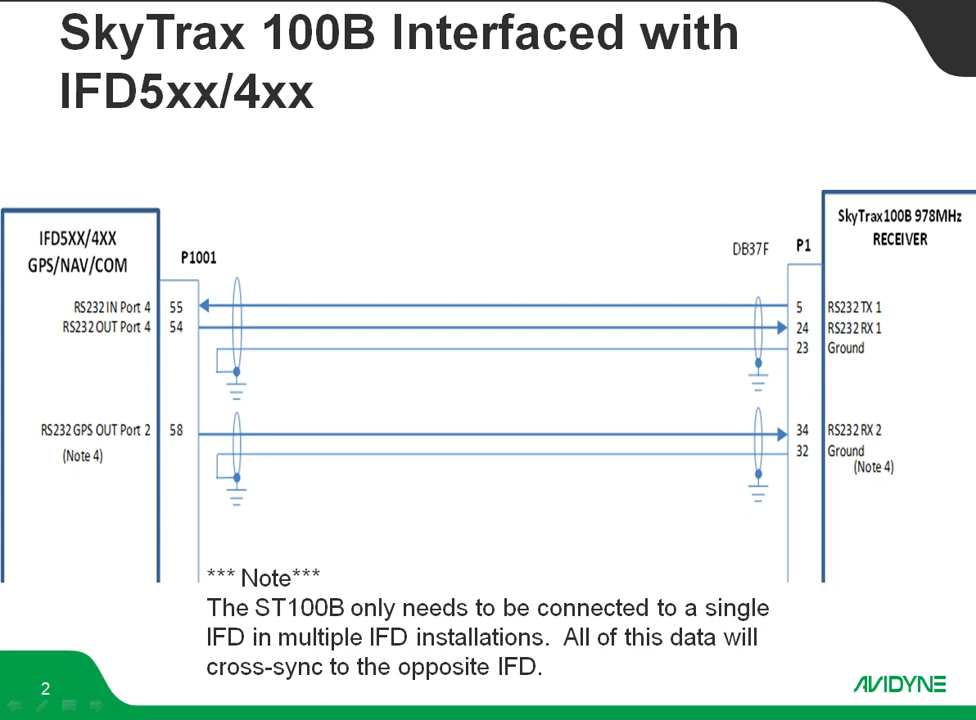 SkyTrax 100B Interfaced with
IFD5xx/4xx
IFD5XX/4XX
GPS/NAV/COM
P1001
DB37F
P1
SkyTrax100B 978MHz
RECEIVER
RS232 IN Port 4
55
5
RS232 TX 1
RS232 OUT Port 4
54
24
RS232 RX 1
23
Ground
RS232 GPS OUT Port 2
58
34
RS232 RX 2
(Note 4)
32
Ground
(Note 4)
*** Note***
The ST100B only needs to be connected to a single
IFD in multiple IFD installations.  All of this data will
cross-sync to the opposite IFD.
2
AVIDYNE